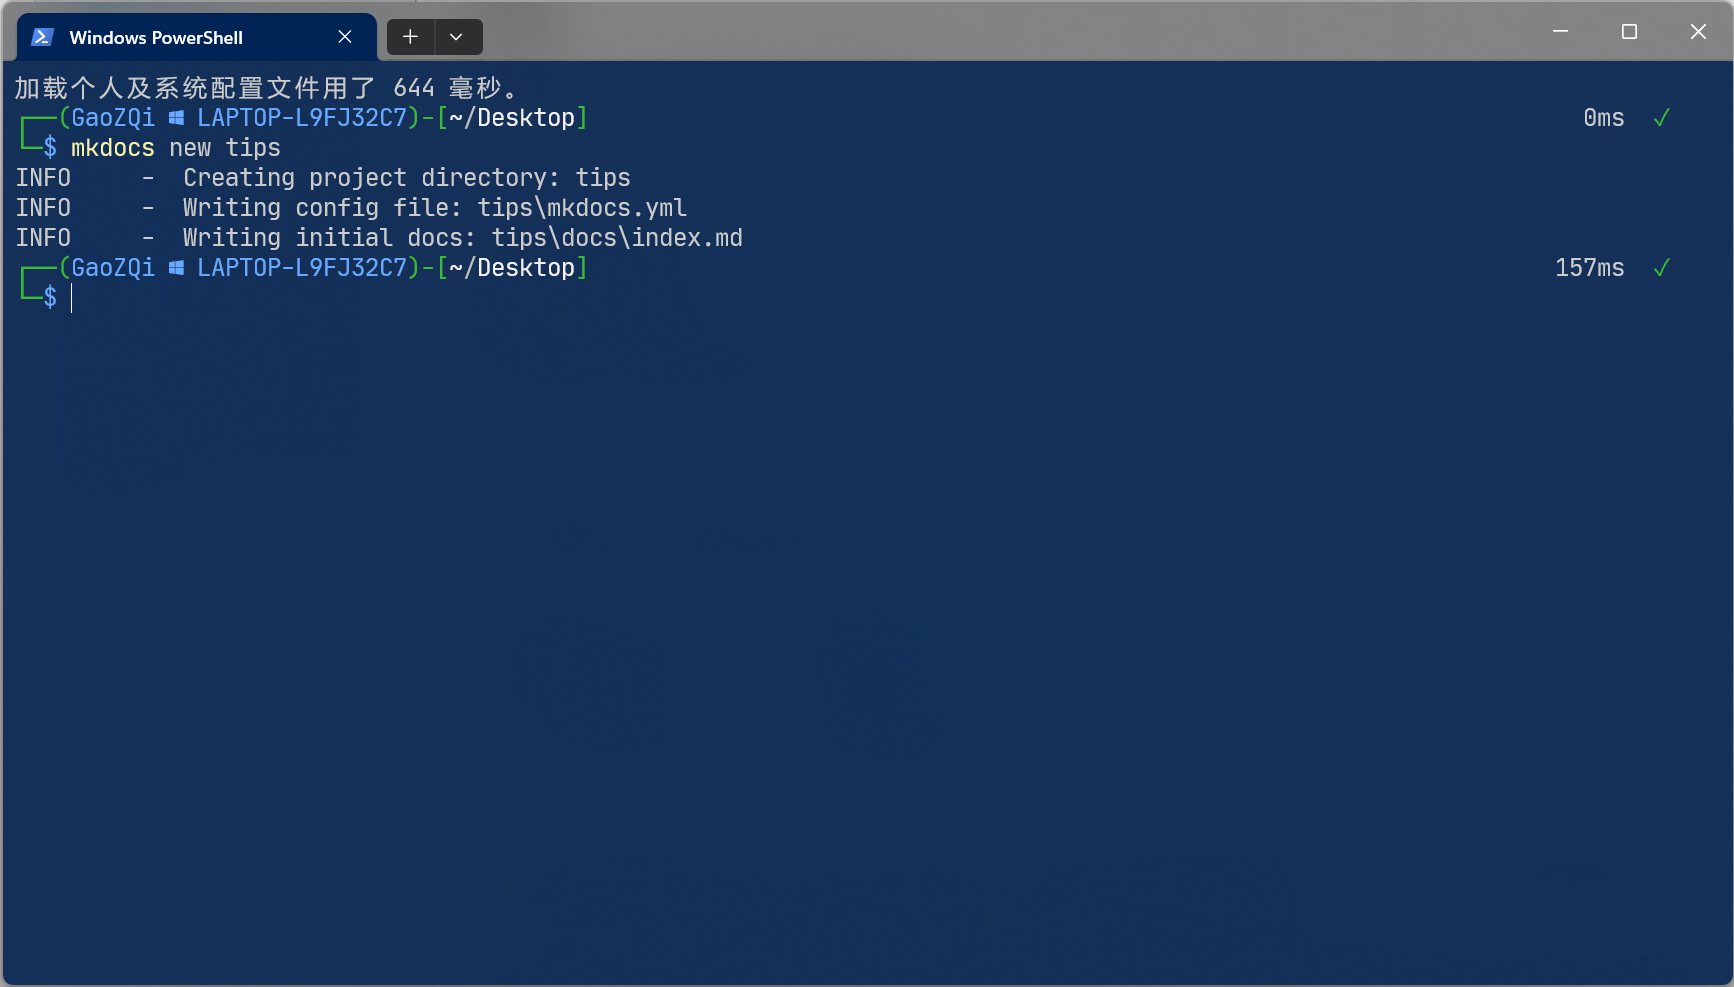 Windows PowerShell
加载个人及系统配置文件用了 644 毫秒。
┌──(GaoZQi LAPTOP-L9FJ32C7)-[~/Desktop] 0ms ✓
└─$ mkdocs new tips
INFO     -  Creating project directory: tips
INFO     -  Writing config file: tips\mkdocs.yml
INFO     -  Writing initial docs: tips\docs\index.md
┌──(GaoZQi LAPTOP-L9FJ32C7)-[~/Desktop] 157ms ✓
└─$